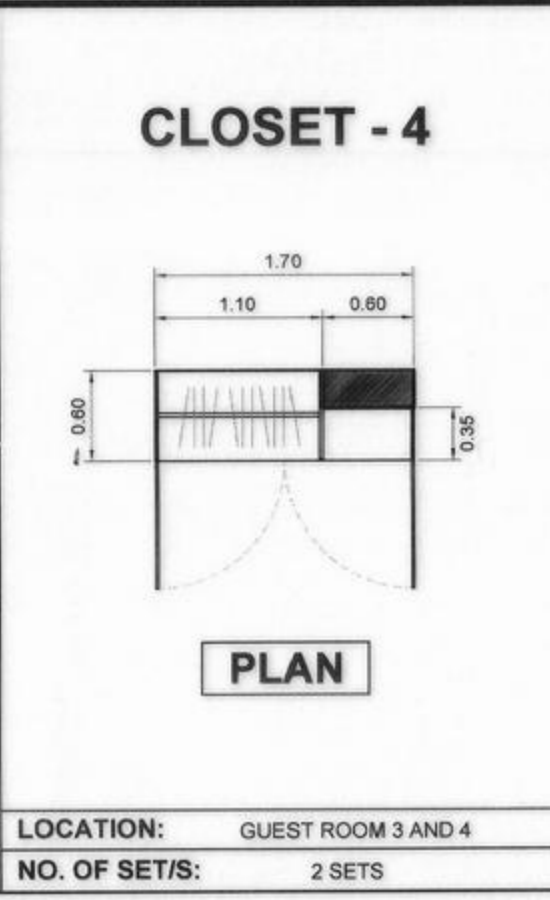 CLOSET - 4
1.70
1.10 0.60
0.60
0.35
PLAN
LOCATION: GUEST ROOM 3 AND 4
NO. OF SET/S: 2 SETS